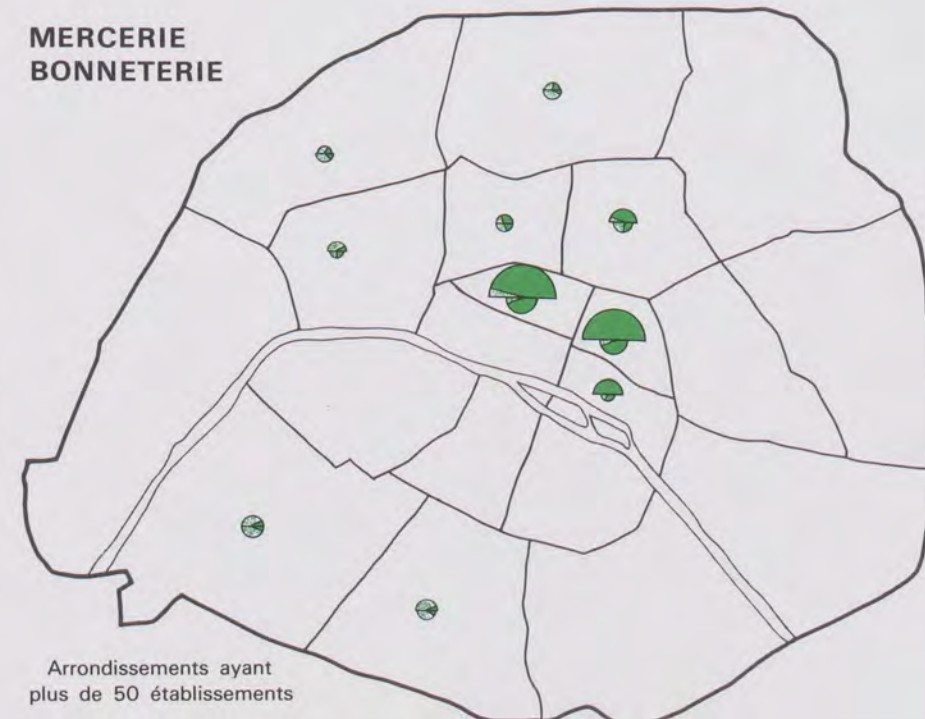 MERCERIE
BONNETERIE
Arrondissements ayant
plus de 50 établissements